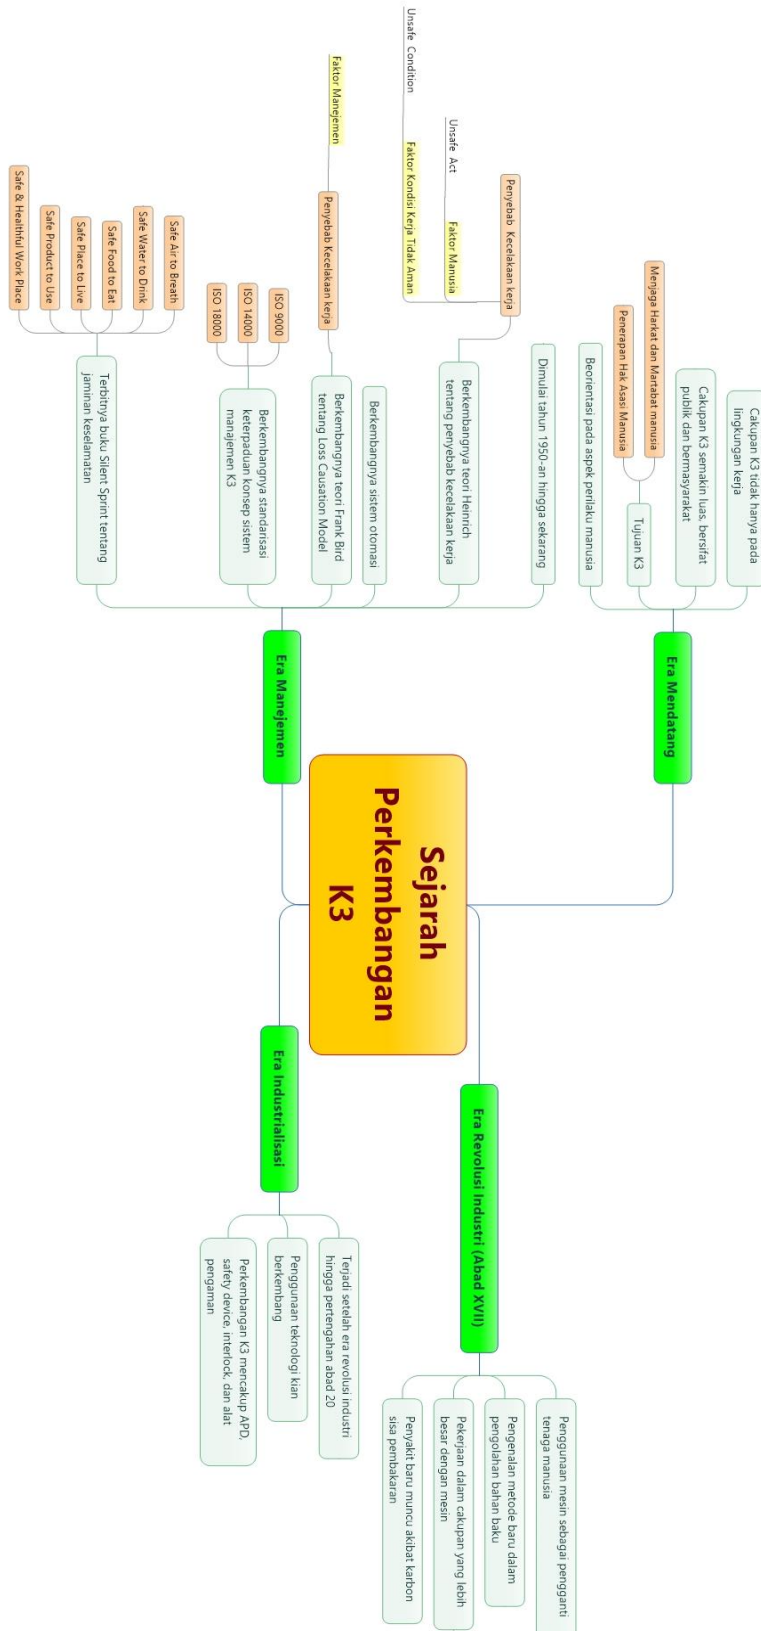 Sejarah
Perkembangan
K3
Era Revolusi Industri (Abad XVII)
Penggunaan mesin sebagai pengganti
tenaga manusia
Pengenalan metode baru dalam
pengolahan bahan baku
Pekerjaan dalam cakupan yang lebih
besar dengan mesin
Penyakit baru muncu akibat karbon
sisa pembakaran
Era Industrialisasi
Terjadi setelah era revolusi industri
hingga pertengahan abad 20
Penggunaan teknologi kian
berkembang
Perkembangan K3 mencakup APD,
safety device, interlock, dan alat
pengaman
Era Manejemen
Dimulai tahun 1950-an hingga sekarang
Berkembangnya teori Heinrich
tentang penyebab kecelakaan kerja
Penyebab Kecelakaan kerja
Faktor Manusia
Unsafe Act
Faktor Kondisi Kerja Tidak Aman
Unsafe Condition
Berkembangnya sistem otomasi
Berkembangnya teori Frank Bird
tentang Loss Causation Model
Penyebab Kecelakaan kerja
Faktor Manejemen
Berkembangnya standarisasi
keterpaduan konsep sistem
manajemen K3
ISO 9000
ISO 14000
ISO 18000
Terbitnya buku Silent Sprint tentang
jaminan keselamatan
Safe Air to Breath
Safe Water to Drink
Safe Food to Eat
Safe Place to Live
Safe Product to Use
Safe & Healthful Work Place
Era Mendatang
Cakupan K3 tidak hanya pada
lingkungan kerja
Cakupan K3 semakin luas, bersifat
publik dan bermasyarakat
Tujuan K3
Menjaga Harkat dan Martabat manusia
Penerapan Hak Asasi Manusia
Beorientasi pada aspek perilaku manusia